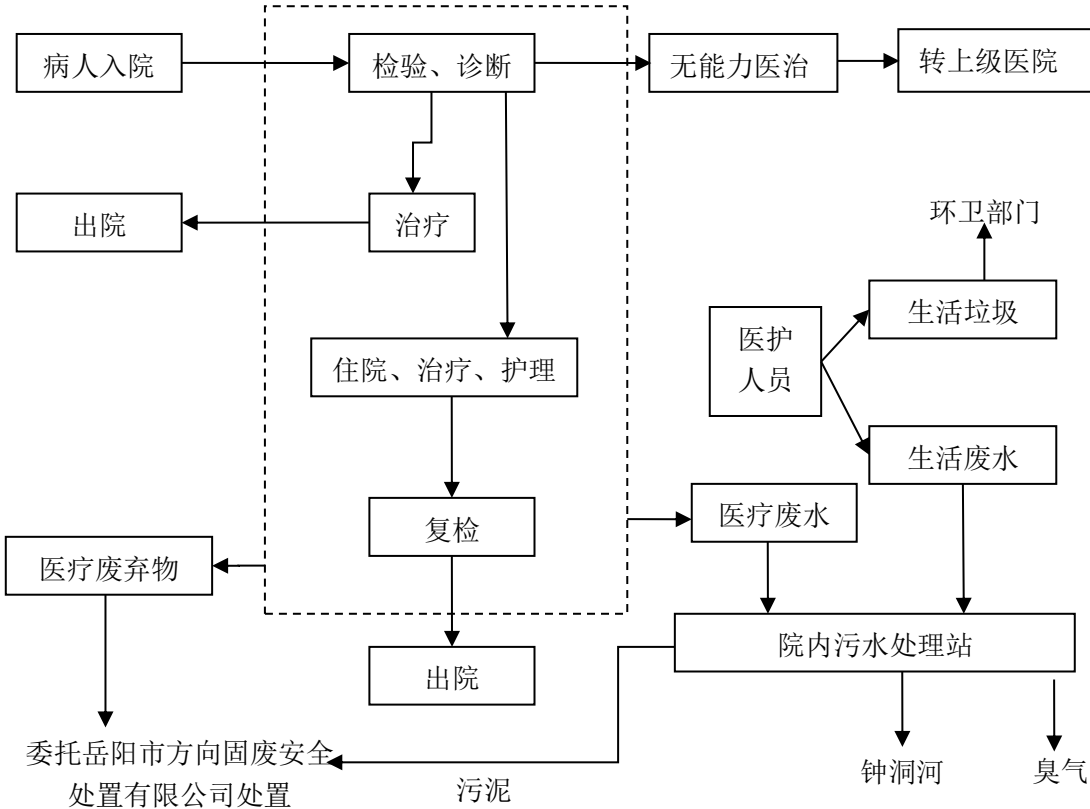 病人入院
检验、诊断
无能力医治
转上级医院
出院
治疗
环卫部门
生活垃圾
医护
人员
住院、治疗、护理
生活废水
复检
医疗废水
医疗废弃物
院内污水处理站
出院
委托岳阳市方向固废安全
处置有限公司处置
污泥
钟洞河
臭气